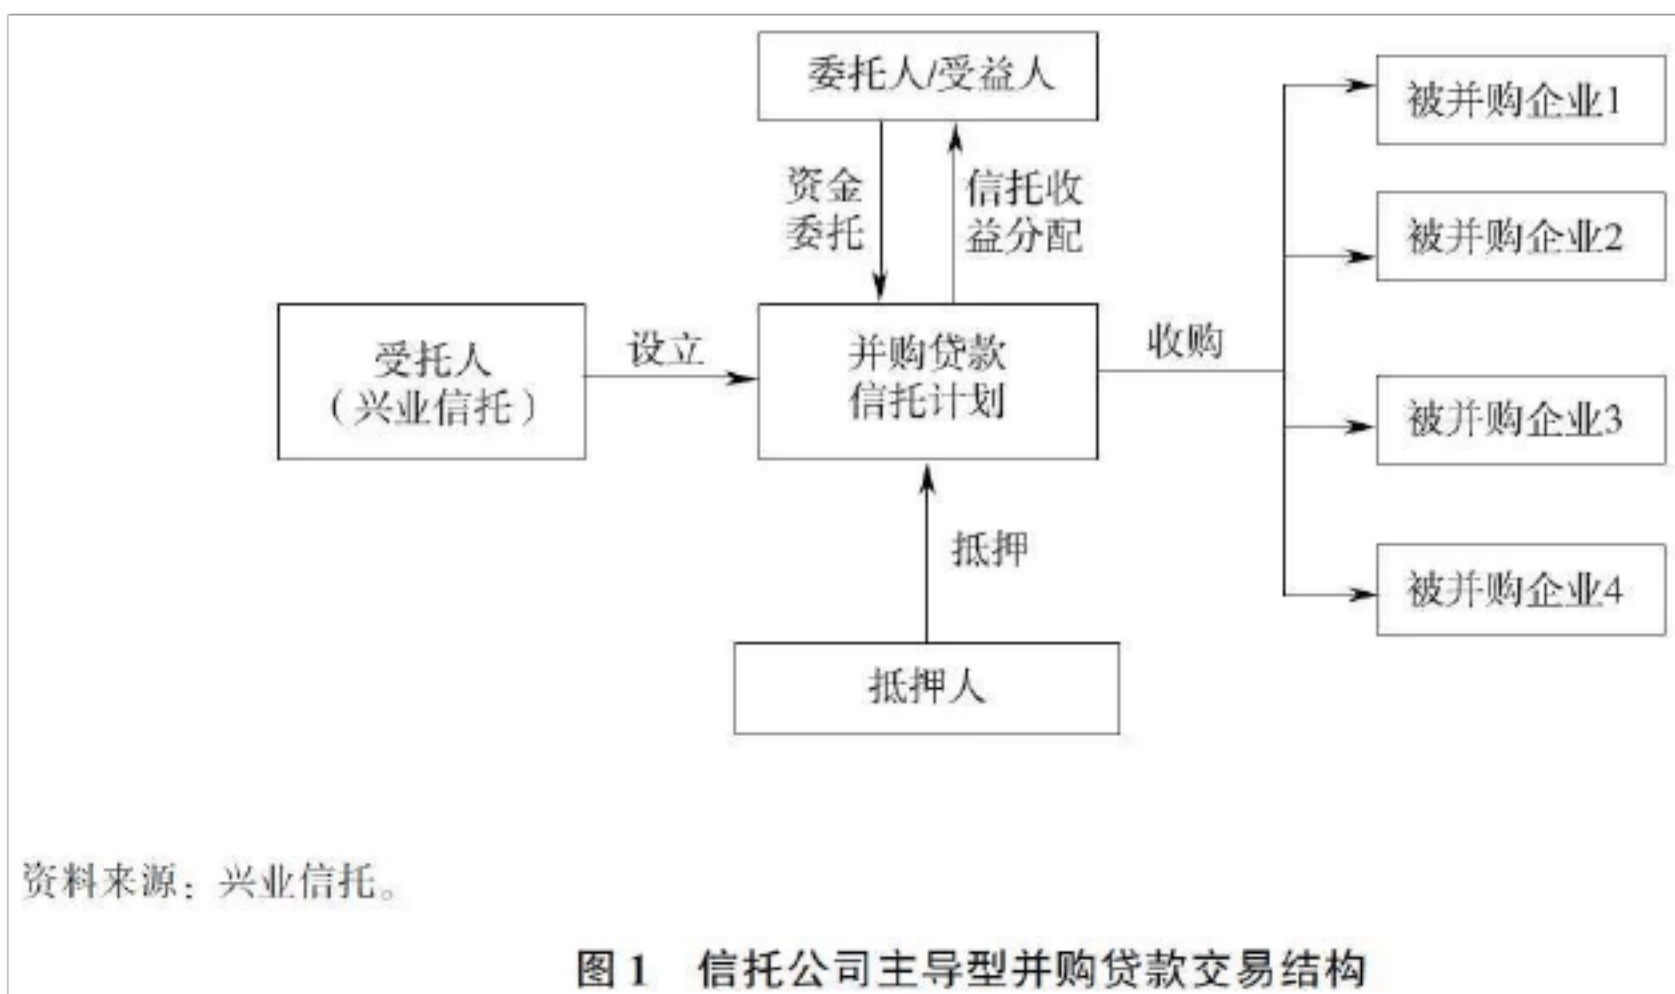 委托人/受益人
被并购企业1
资金
委托
信托收
益分配
被并购企业2
受托人
（兴业信托）
设立
并购贷款
信托计划
收购
被并购企业3
抵押
被并购企业4
抵押人
资料来源：兴业信托。
图1 信托公司主导型并购贷款交易结构